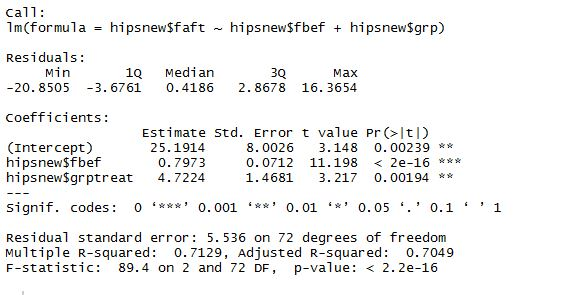 Call:
lm(formula = hipsnew$faft ~ hipsnew$fbef + hipsnew$grp)
Residuals:
Min 1Q Median 3Q Max
-20.8505 -3.6761 0.4186 2.8678 16.3654
Coefficients:
Estimate Std. Error t value Pr(>|t|)
(Intercept) 25.1914 8.0026 3.148 0.00239 **
hipsnew$fbef 0.7973 0.0712 11.198 < 2e-16 ***
hipsnew$grptreat 4.7224 1.4681 3.217 0.00194 **
---
Signif. codes: 0 ‘***’ 0.001 ‘**’ 0.01 ‘*’ 0.05 ‘.’ 0.1 ‘ ’ 1
Residual standard error: 5.536 on 72 degrees of freedom
Multiple R-squared: 0.7129, Adjusted R-squared: 0.7049
F-statistic: 89.4 on 2 and 72 DF, p-value: < 2.2e-16